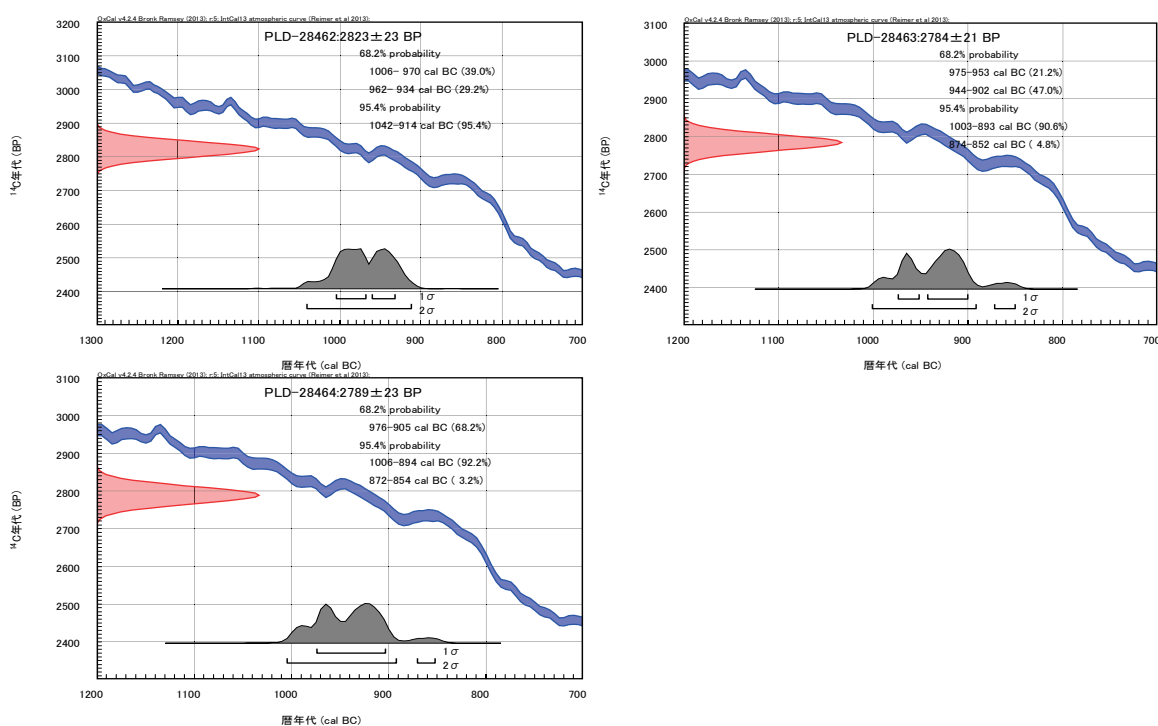 OxCal v4.2.4 Bronk Ramsey (2013); r:5; IntCal13 atmospheric curve (Reimer et al 2013);
PLD-28462:2823±23 BP
68.2% probability
1006- 970 cal BC (39.0%)
962- 934 cal BC (29.2%)
95.4% probability
1042-914 cal BC (95.4%)
3200
3100
3000
2900
2800
2700
2600
2500
2400
¹⁴C年代 (BP)
1σ
2σ
1300 1200 1100 1000 900 800 700
暦年代 (cal BC)
OxCal v4.2.4 Bronk Ramsey (2013); r:5; IntCal13 atmospheric curve (Reimer et al 2013);
PLD-28463:2784±21 BP
68.2% probability
975-953 cal BC (21.2%)
944-902 cal BC (47.0%)
95.4% probability
1003-893 cal BC (90.6%)
874-852 cal BC ( 4.8%)
3100
3000
2900
2800
2700
2600
2500
2400
¹⁴C年代 (BP)
1σ
2σ
1200 1100 1000 900 800 700
暦年代 (cal BC)
OxCal v4.2.4 Bronk Ramsey (2013); r:5; IntCal13 atmospheric curve (Reimer et al 2013);
PLD-28464:2789±23 BP
68.2% probability
976-905 cal BC (68.2%)
95.4% probability
1006-894 cal BC (92.2%)
872-854 cal BC ( 3.2%)
3100
3000
2900
2800
2700
2600
2500
2400
¹⁴C年代 (BP)
1σ
2σ
1200 1100 1000 900 800 700
暦年代 (cal BC)